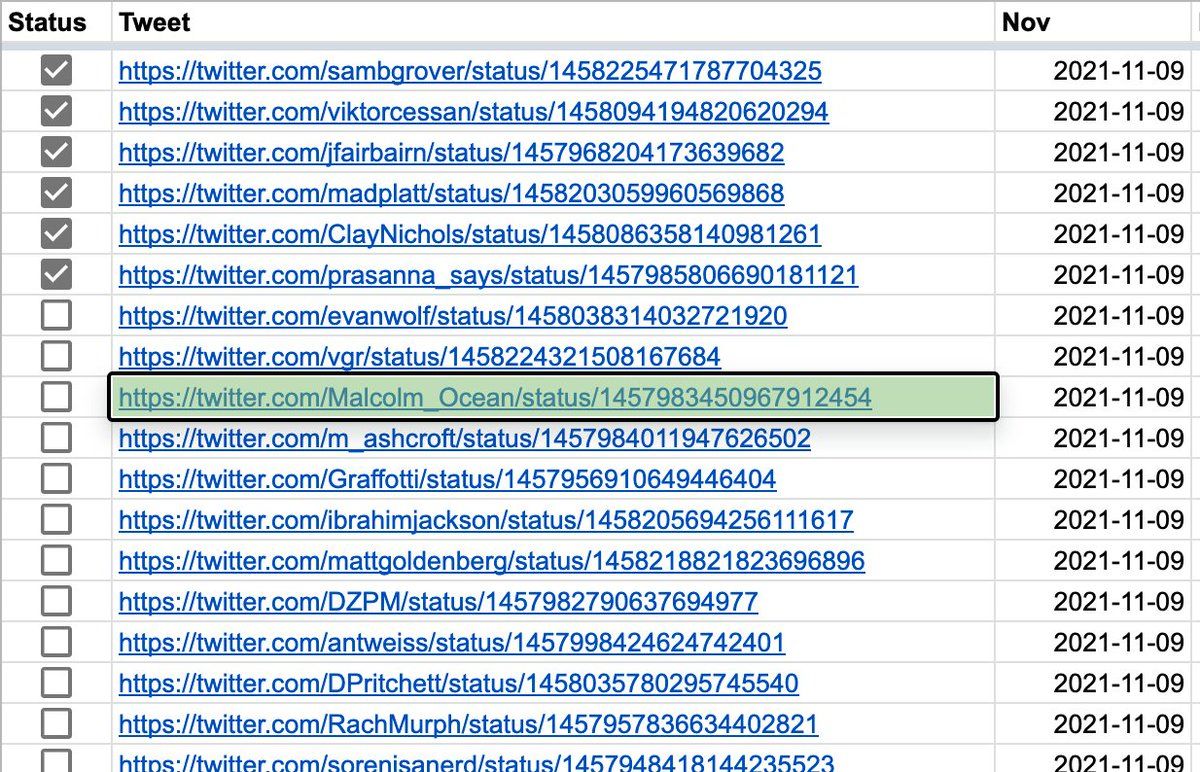 Status Tweet Nov
https://twitter.com/sambgrover/status/1458225471787704325 2021-11-09
https://twitter.com/viktorcessan/status/1458094194820620294 2021-11-09
https://twitter.com/jfairbairn/status/1457968204173639682 2021-11-09
https://twitter.com/madplatt/status/1458203059960569868 2021-11-09
https://twitter.com/ClayNichols/status/1458086358140981261 2021-11-09
https://twitter.com/prasanna_says/status/1457985806690181121 2021-11-09
https://twitter.com/evanwolf/status/1458038314032721920 2021-11-09
https://twitter.com/vgr/status/1458224321508167684 2021-11-09
https://twitter.com/Malcolm_Ocean/status/1457983450967912454 2021-11-09
https://twitter.com/m_ashcroft/status/1457984011947626502 2021-11-09
https://twitter.com/Graffotti/status/1457956910649446404 2021-11-09
https://twitter.com/ibrahimjackson/status/1458205694256111617 2021-11-09
https://twitter.com/mattgoldenberg/status/1458218821823696896 2021-11-09
https://twitter.com/DZPM/status/1457982790637694977 2021-11-09
https://twitter.com/antweiss/status/1457998424624742401 2021-11-09
https://twitter.com/DPritchett/status/1458035780295745540 2021-11-09
https://twitter.com/RachMurph/status/1457957836634402821 2021-11-09
https://twitter.com/sorenisanerd/status/1457948418144235523 2021-11-09